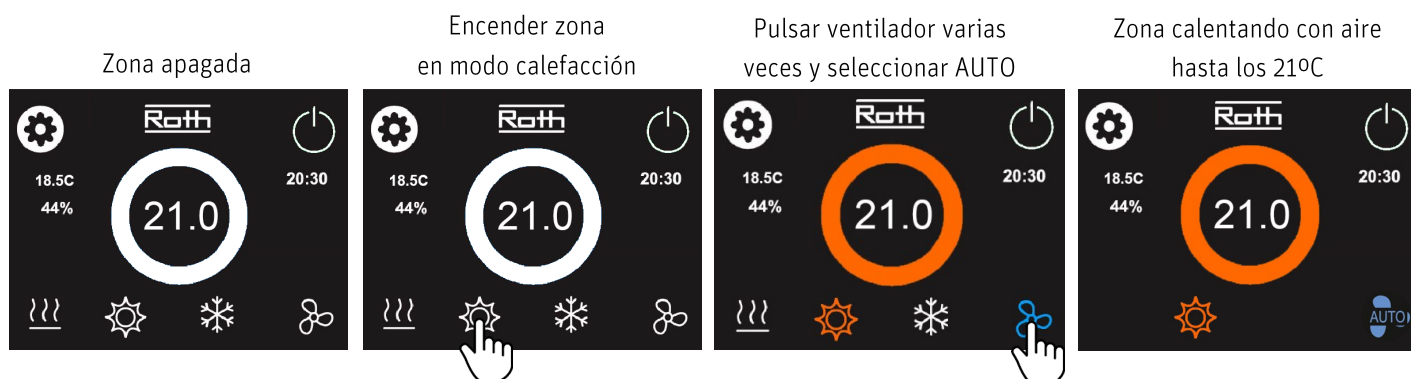 Zona apagada
Roth
18.5C
20:30
44%
21.0
Encender zona
en modo calefacción
Roth
18.5C
20:30
44%
21.0
Pulsar ventilador varias
veces y seleccionar AUTO
Roth
18.5C
20:30
44%
21.0
Zona calentando con aire
hasta los 21ºC
Roth
18.5C
20:30
44%
21.0
AUTO